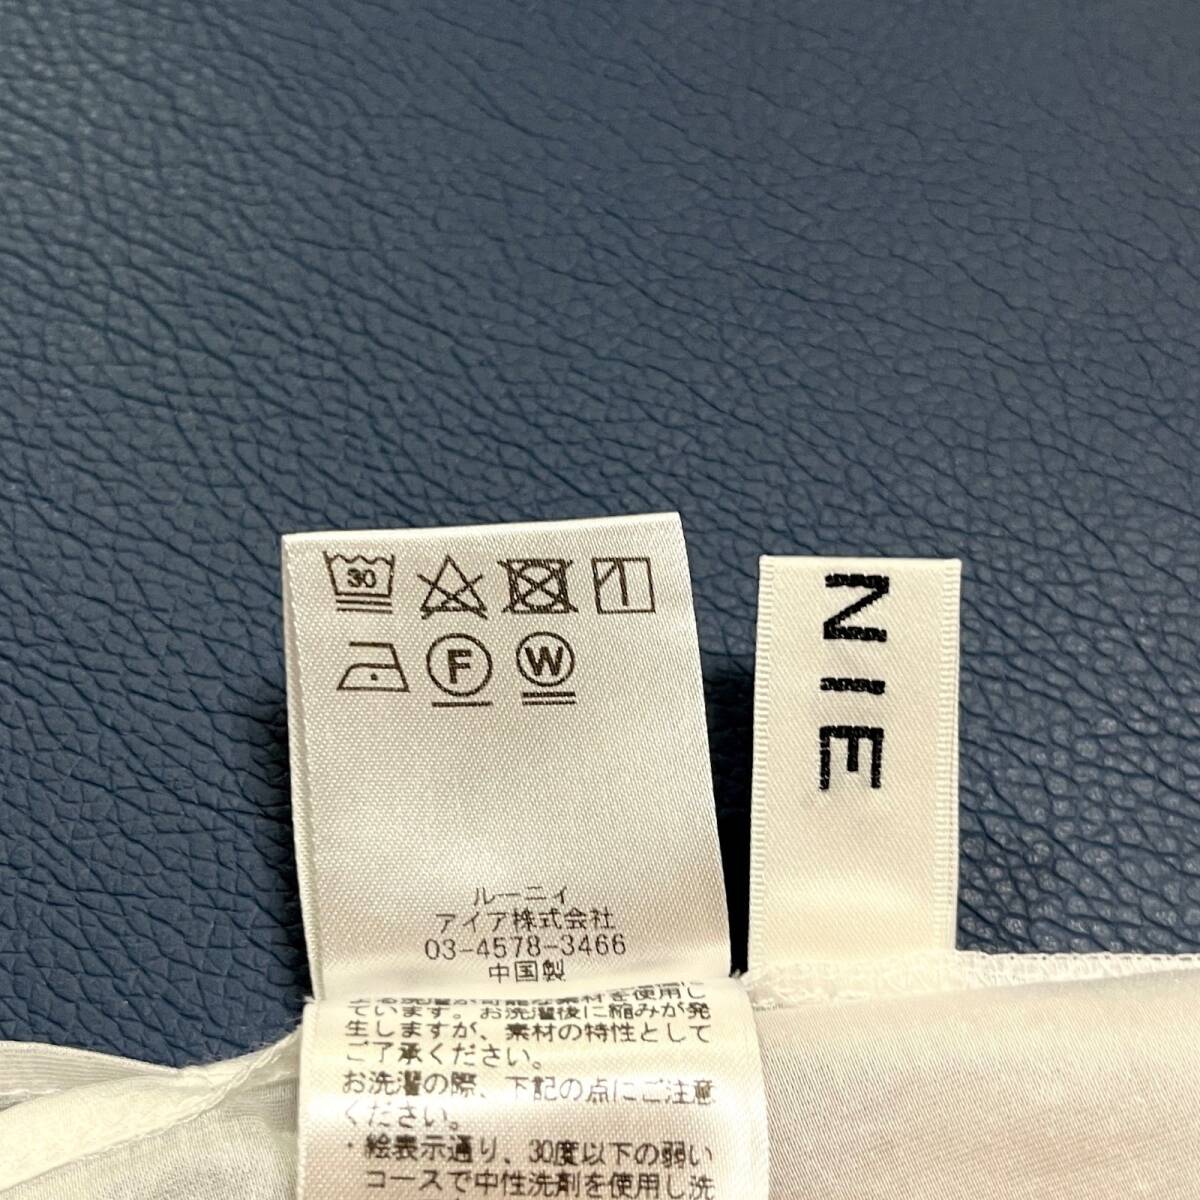 30
F W
ルーニィ
アイア株式会社
03-4578-3466
中国製
NIE
を使用し
ています。お洗濯後に縮みが発
生しますが、素材の特性として
ご了承ください。
お洗濯の際、下記の点にご注意
ください。
・絵表示通り、30度以下の弱い
コースで中性洗剤を使用し洗